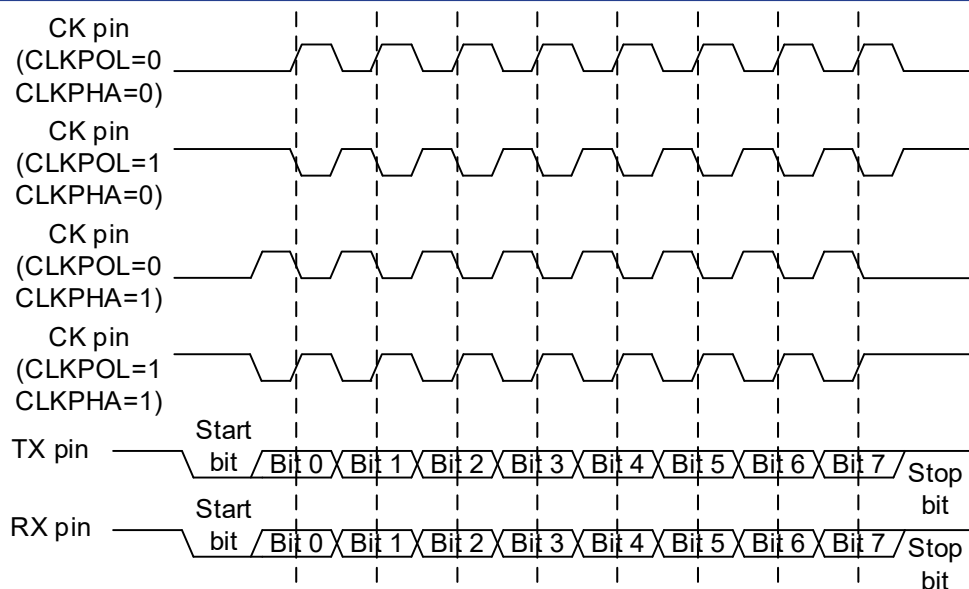 CK pin
(CLKPOL=0
CLKPHA=0)
CK pin
(CLKPOL=1
CLKPHA=0)
CK pin
(CLKPOL=0
CLKPHA=1)
CK pin
(CLKPOL=1
CLKPHA=1)
TX pin
Start
bit
Bit 0 Bit 1 Bit 2 Bit 3 Bit 4 Bit 5 Bit 6 Bit 7
Stop
bit
RX pin
Start
bit
Bit 0 Bit 1 Bit 2 Bit 3 Bit 4 Bit 5 Bit 6 Bit 7
Stop
bit